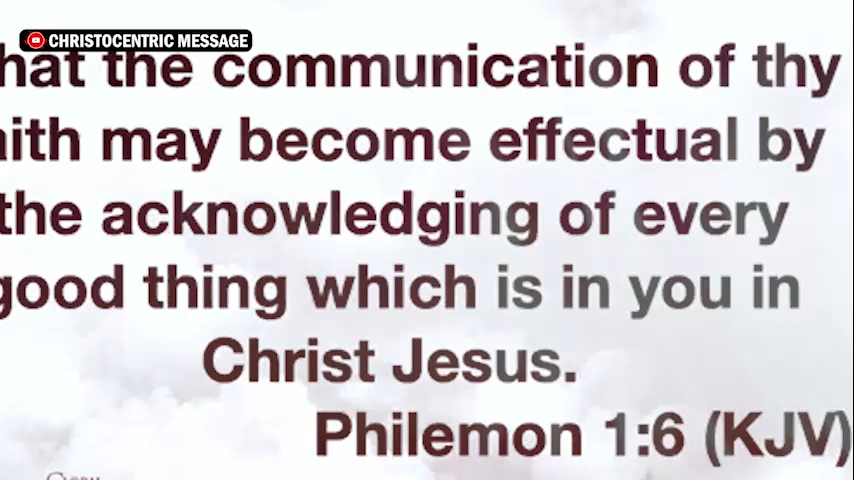 CHRISTOCENTRIC MESSAGE
hat the communication of thy
aith may become effectual by
the acknowledging of every
good thing which is in you in
Christ Jesus.
Philemon 1:6 (KJV)